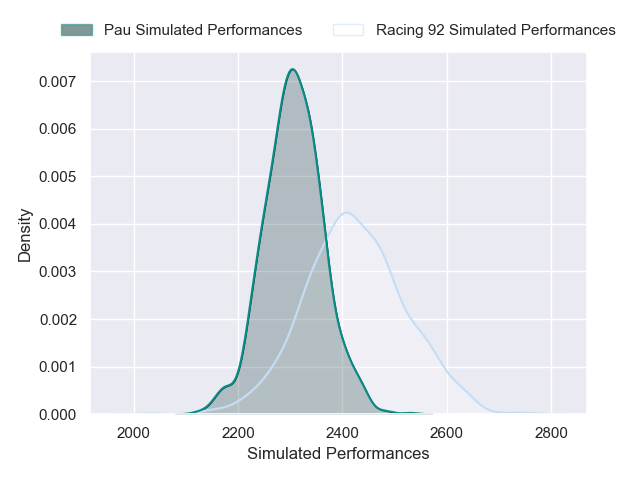 Pau Simulated Performances Racing 92 Simulated Performances
0.007
0.006
0.005
0.004
0.003
0.002
0.001
0.000
Density
2000 2200 2400 2600 2800
Simulated Performances